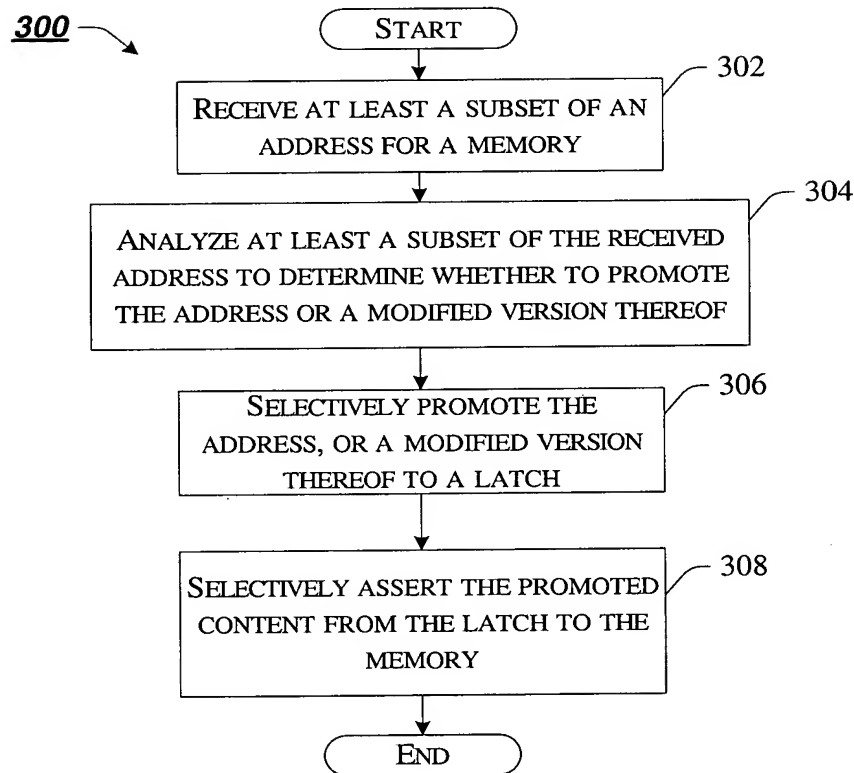 300
START
302
RECEIVE AT LEAST A SUBSET OF AN
ADDRESS FOR A MEMORY
304
ANALYZE AT LEAST A SUBSET OF THE RECEIVED
ADDRESS TO DETERMINE WHETHER TO PROMOTE
THE ADDRESS OR A MODIFIED VERSION THEREOF
306
SELECTIVELY PROMOTE THE
ADDRESS, OR A MODIFIED VERSION
THEREOF TO A LATCH
308
SELECTIVELY ASSERT THE PROMOTED
CONTENT FROM THE LATCH TO THE
MEMORY
END